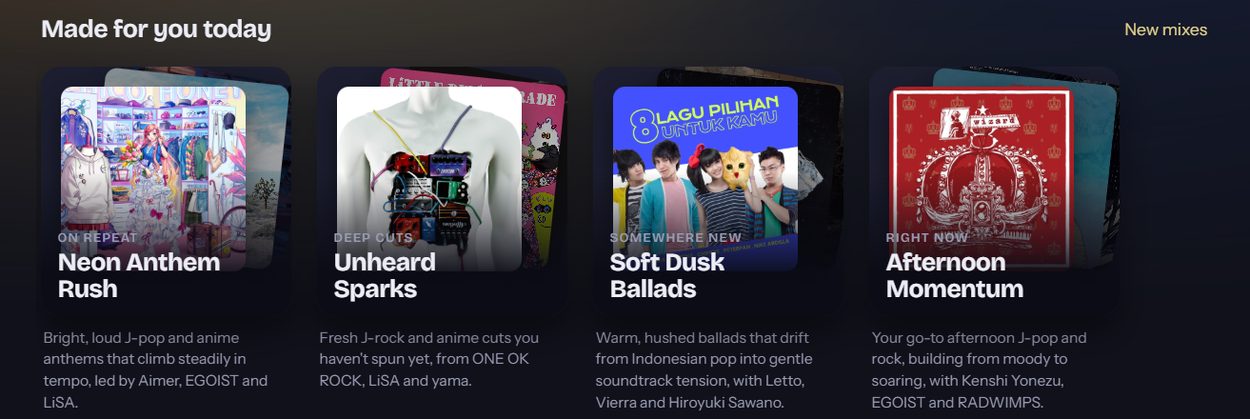 Made for you today
New mixes
HONEY
ON REPEAT
Neon Anthem
Rush
Bright, loud J-pop and anime
anthems that climb steadily in
tempo, led by Aimer, EGOIST and
LiSA.
LiTTLE
RADE
DEEP CUTS
Unheard
Sparks
Fresh J-rock and anime cuts you
haven't spun yet, from ONE OK
ROCK, LiSA and yama.
8 LAGU PILIHAN
UNTUK KAMU
SOMEWHERE NEW
Soft Dusk
Ballads
Warm, hushed ballads that drift
from Indonesian pop into gentle
soundtrack tension, with Letto,
Vierra and Hiroyuki Sawano.
wizard
RIGHT NOW
Afternoon
Momentum
Your go-to afternoon J-pop and
rock, building from moody to
soaring, with Kenshi Yonezu,
EGOIST and RADWIMPS.